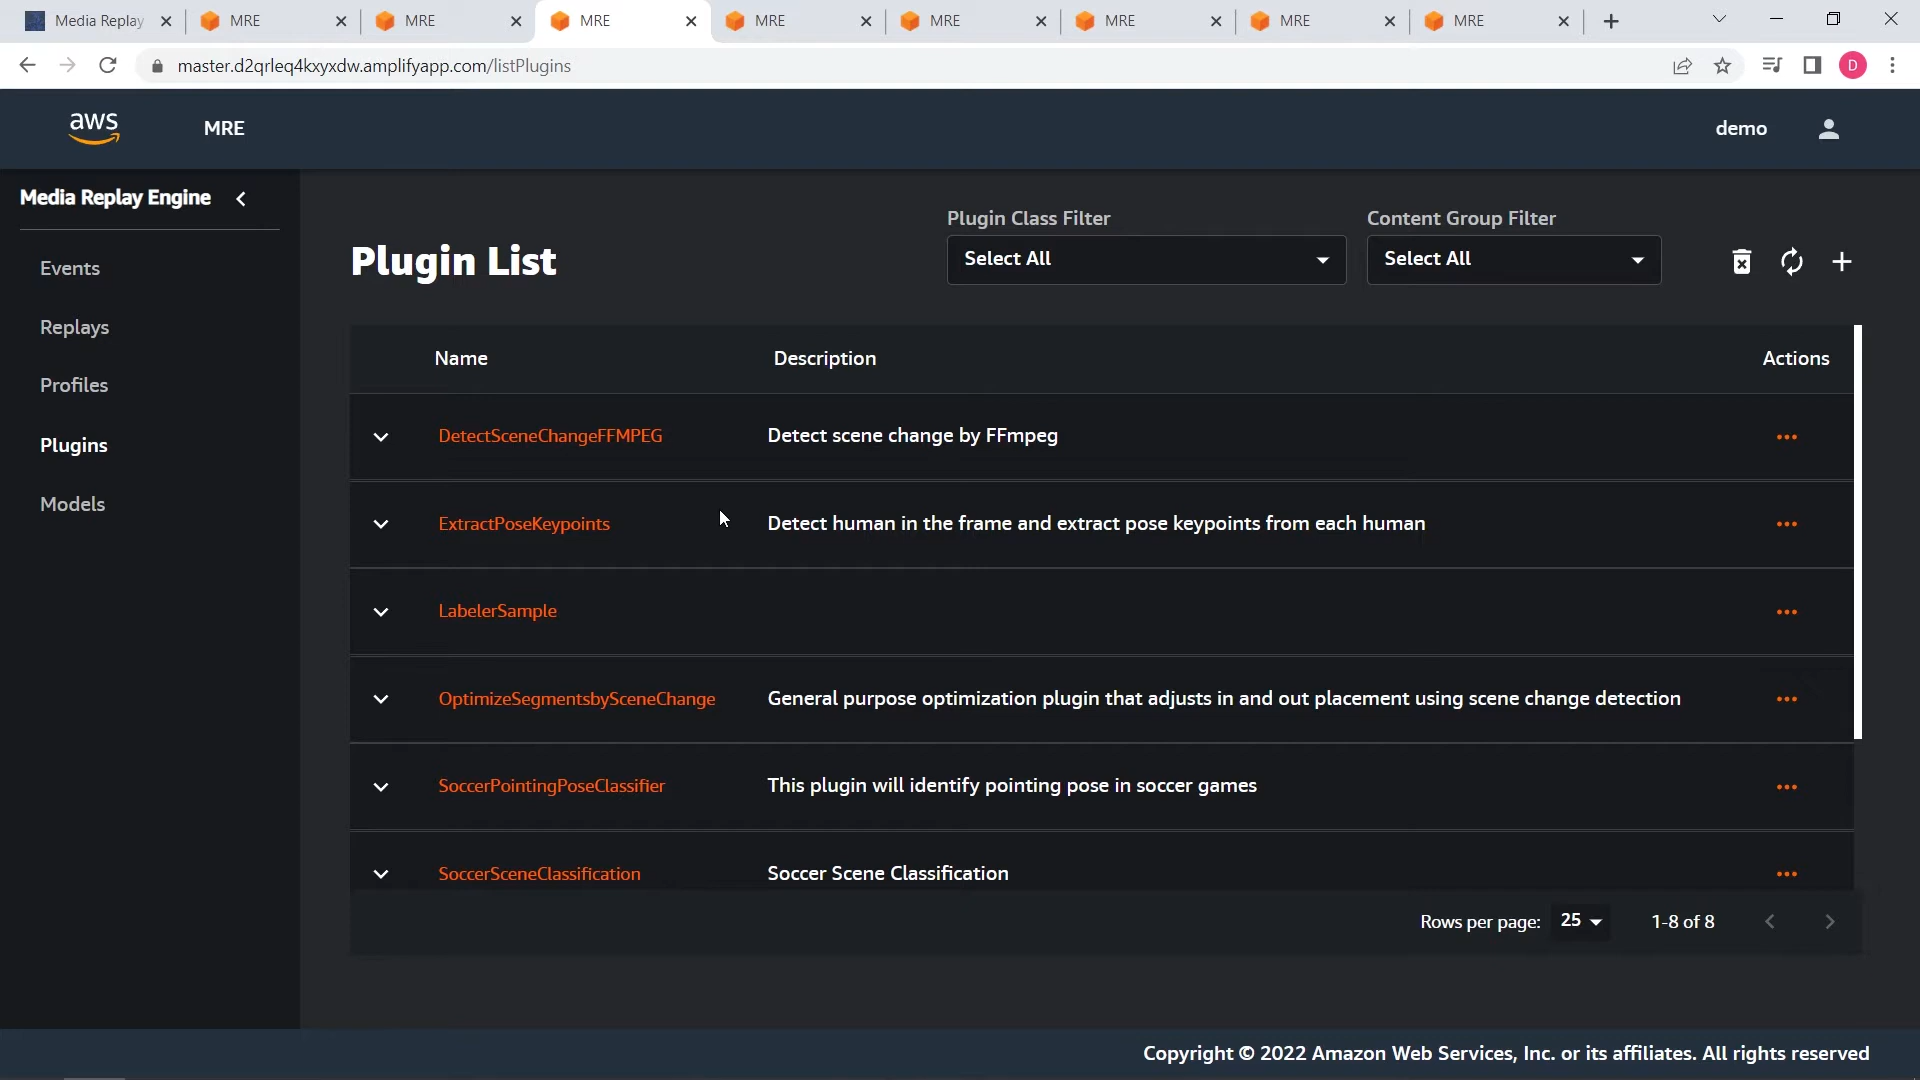 Media Replay
MRE
MRE
MRE
MRE
MRE
MRE
MRE
MRE
master.d2qrleq4kxyxdw.amplifyapp.com/listPlugins
D
aws
MRE
demo
Media Replay Engine
Events
Replays
Profiles
Plugins
Models
Plugin List
Plugin Class Filter
Select All
Content Group Filter
Select All
Name
Description
Actions
DetectSceneChangeFFMPEG
Detect scene change by FFmpeg
ExtractPoseKeypoints
Detect human in the frame and extract pose keypoints from each human
LabelerSample
OptimizeSegmentsbySceneChange
General purpose optimization plugin that adjusts in and out placement using scene change detection
SoccerPointingPoseClassifier
This plugin will identify pointing pose in soccer games
SoccerSceneClassification
Soccer Scene Classification
Rows per page: 25
1-8 of 8
Copyright © 2022 Amazon Web Services, Inc. or its affiliates. All rights reserved